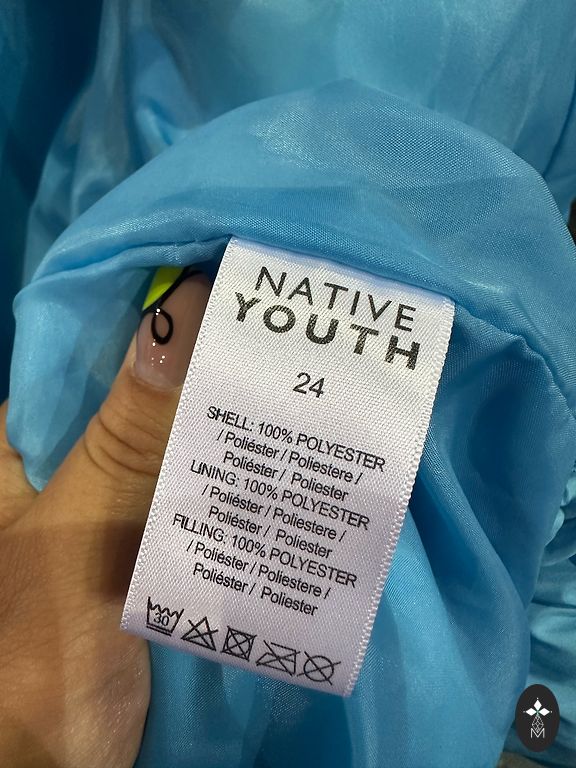 NATIVE
YOUTH
24
SHELL: 100% POLYESTER
/ Poliéster / Poliestere /
Poliéster / Poliester
LINING: 100% POLYESTER
/ Poliéster / Poliestere /
Poliéster / Poliester
FILLING: 100% POLYESTER
/ Poliéster / Poliestere /
Poliéster / Poliester
30
M